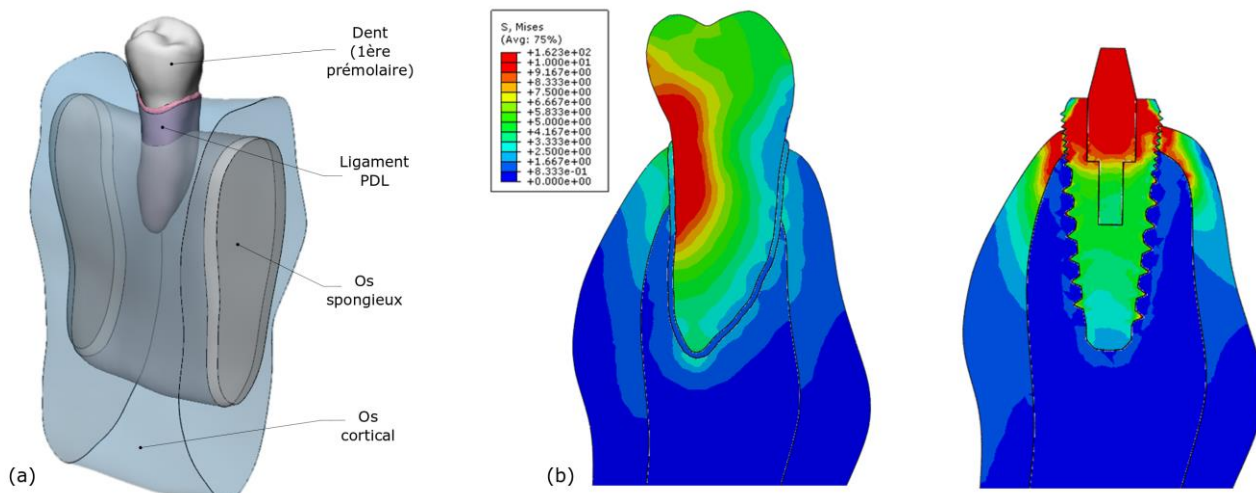 Dent
(1ère
prémolaire)
Ligament
PDL
Os
spongieux
Os
cortical
(a)
S, Mises
(Avg: 75%)
+1.623e+02
+1.000e+01
+9.167e+00
+8.333e+00
+7.500e+00
+6.667e+00
+5.833e+00
+5.000e+00
+4.167e+00
+3.333e+00
+2.500e+00
+1.667e+00
+8.333e-01
+0.000e+00
(b)